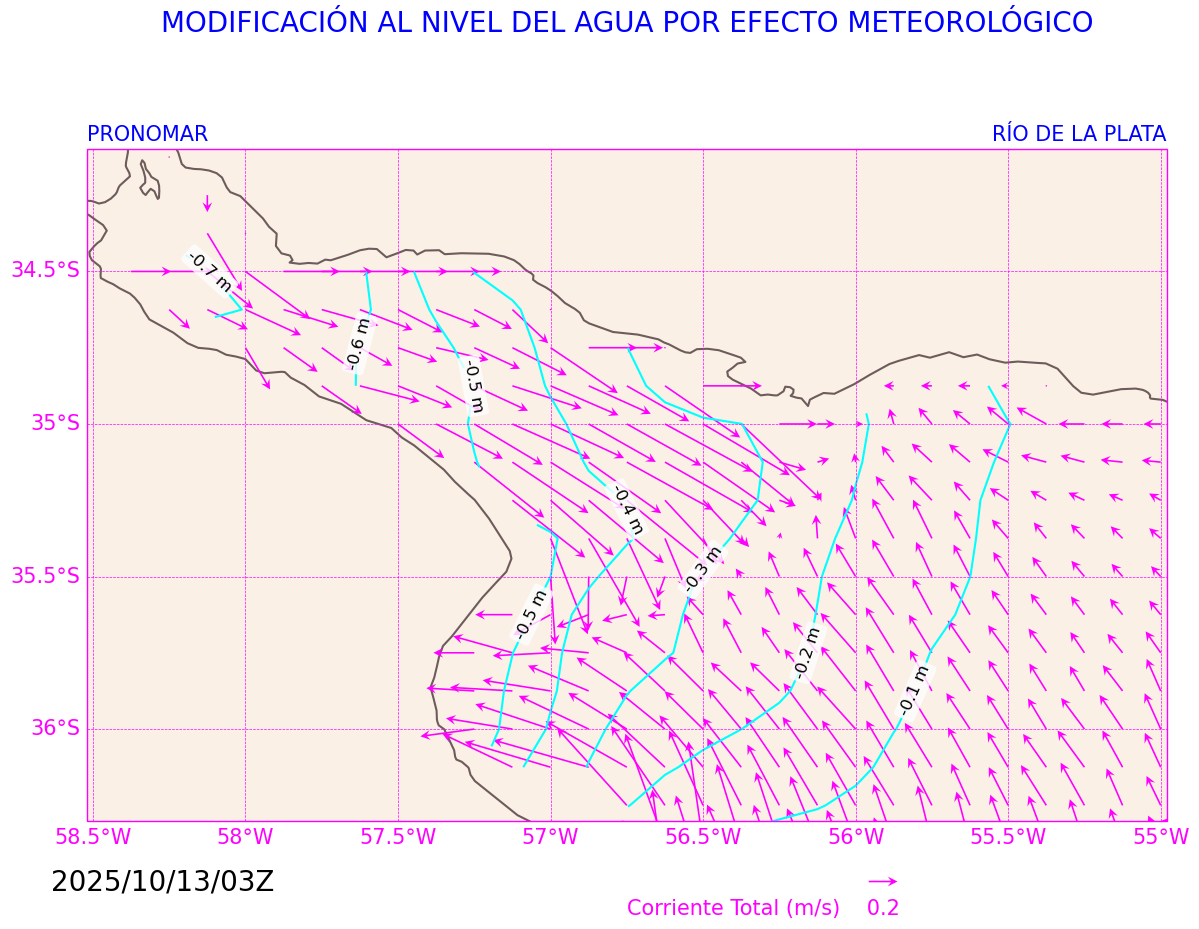 MODIFICACIÓN AL NIVEL DEL AGUA POR EFECTO METEOROLÓGICO
PRONOMAR
RÍO DE LA PLATA
-0.7 m
34.5°S
-0.6 m
-0.5 m
35°S
-0.4 m
-0.3 m
35.5°S
-0.5 m
-0.2 m
-0.1 m
36°S
58.5°W 58°W 57.5°W 57°W 56.5°W 56°W 55.5°W 55°W
2025/10/13/03Z
Corriente Total (m/s) 0.2